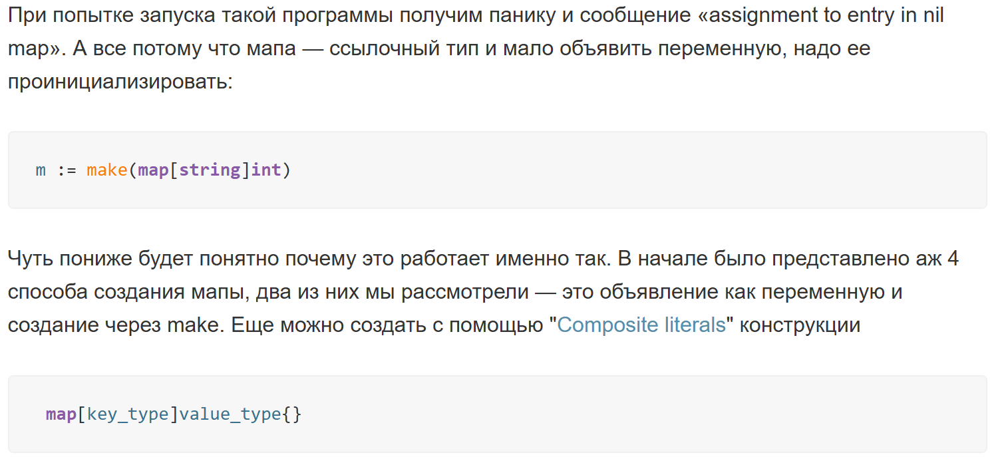 При попытке запуска такой программы получим панику и сообщение «assignment to entry in nil
map». А все потому что мапа — ссылочный тип и мало объявить переменную, надо ее
проинициализировать:
m := make(map[string]int)
Чуть пониже будет понятно почему это работает именно так. В начале было представлено аж 4
способа создания мапы, два из них мы рассмотрели — это объявление как переменную и
создание через make. Еще можно создать с помощью "Composite literals" конструкции
map[key_type]value_type{}